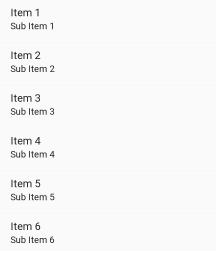 Item 1
Sub Item 1
Item 2
Sub Item 2
Item 3
Sub Item 3
Item 4
Sub Item 4
Item 5
Sub Item 5
Item 6
Sub Item 6